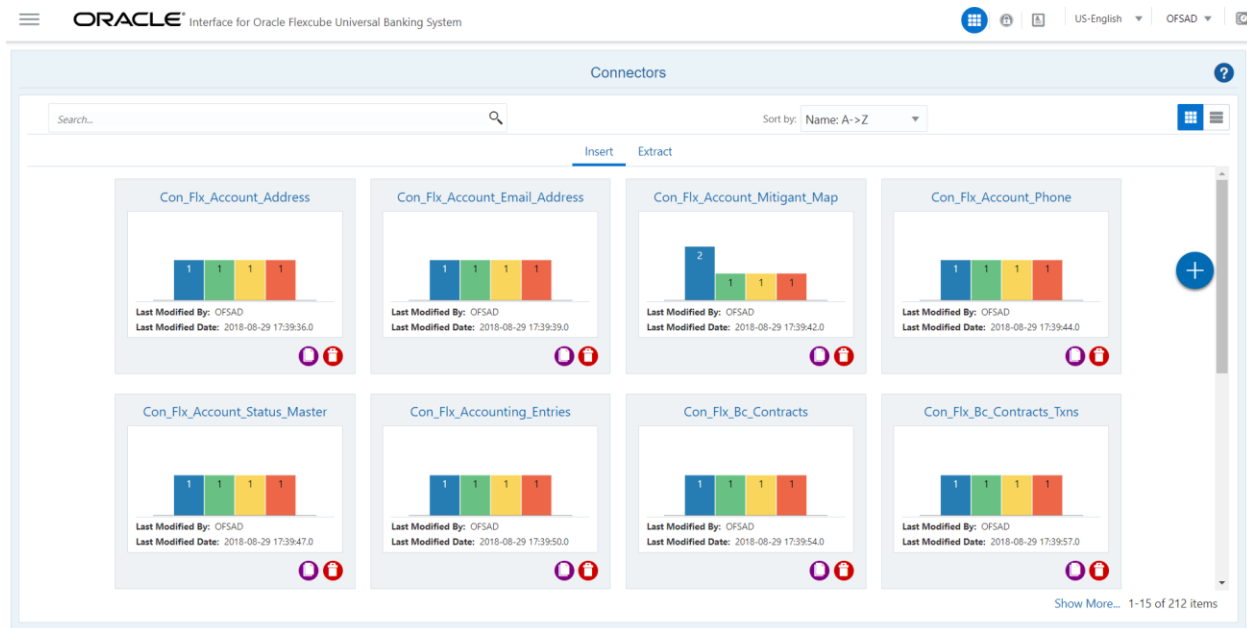 ORACLE® Interface for Oracle Flexcube Universal Banking System US-English OFSAD
Connectors ?
Search... Sort by: Name: A->Z
Insert Extract
Con_Flx_Account_Address Con_Flx_Account_Email_Address Con_Flx_Account_Mitigant_Map Con_Flx_Account_Phone
1 1 1 1 1 1 1 1 2 1 1 1 1 1 1 1
Last Modified By: OFSAD Last Modified By: OFSAD Last Modified By: OFSAD Last Modified By: OFSAD
Last Modified Date: 2018-08-29 17:39:36.0 Last Modified Date: 2018-08-29 17:39:39.0 Last Modified Date: 2018-08-29 17:39:42.0 Last Modified Date: 2018-08-29 17:39:44.0
Con_Flx_Account_Status_Master Con_Flx_Accounting_Entries Con_Flx_Bc_Contracts Con_Flx_Bc_Contracts_Txns
1 1 1 1 1 1 1 1 1 1 1 1 1 1 1 1
Last Modified By: OFSAD Last Modified By: OFSAD Last Modified By: OFSAD Last Modified By: OFSAD
Last Modified Date: 2018-08-29 17:39:47.0 Last Modified Date: 2018-08-29 17:39:50.0 Last Modified Date: 2018-08-29 17:39:54.0 Last Modified Date: 2018-08-29 17:39:57.0
Show More... 1-15 of 212 items